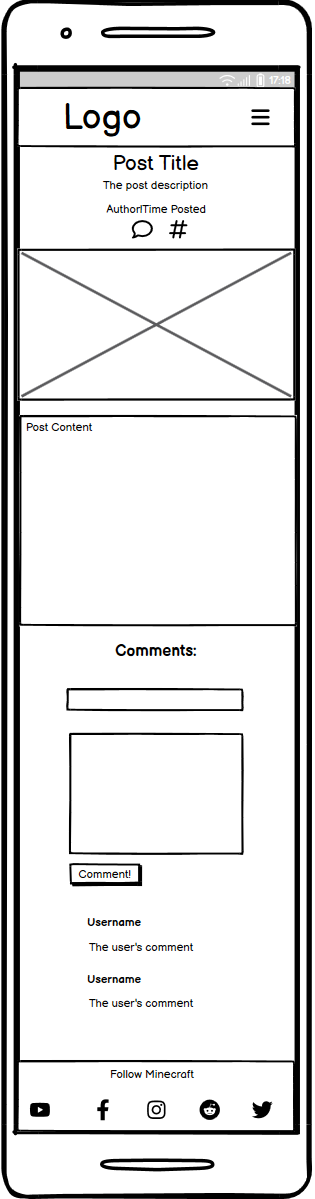 17:18
Logo
Post Title
The post description
Author|Time Posted
Post Content
Comments:
Comment!
Username
The user's comment
Username
The user's comment
Follow Minecraft